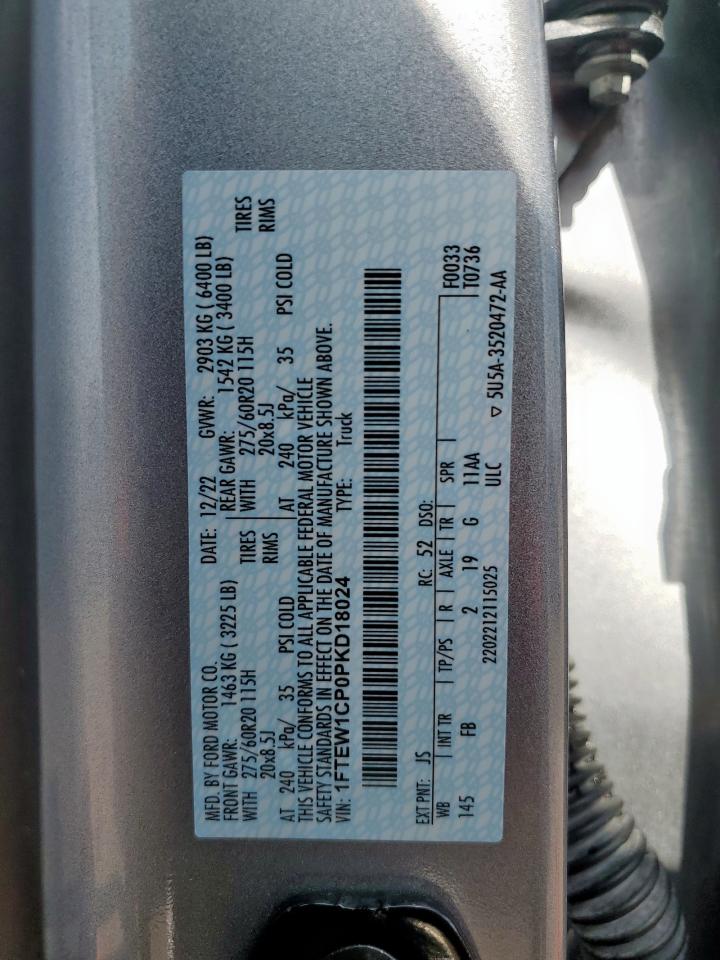 MFD. BY FORD MOTOR CO.
DATE: 12/22 GVWR: 2903 KG ( 6400 LB)
FRONT GAWR: 1463 KG ( 3225 LB) REAR GAWR: 1542 KG ( 3400 LB)
WITH 275/60R20 115H TIRES WITH 275/60R20 115H TIRES
20x8.5J RIMS 20x8.5J RIMS
AT 240 kPa/ 35 PSI COLD AT 240 kPa/ 35 PSI COLD
THIS VEHICLE CONFORMS TO ALL APPLICABLE FEDERAL MOTOR VEHICLE
SAFETY STANDARDS IN EFFECT ON THE DATE OF MANUFACTURE SHOWN ABOVE.
VIN: 1FTEW1CP0PKD18024 TYPE: Truck
EXT PNT: JS RC: 52 DSO: F0033
WB INT TR TP/PS R AXLE TR SPR T0736
145 FB 2 19 G 11AA
2202212115025 ULC ▽ 5U5A-3520472-AA